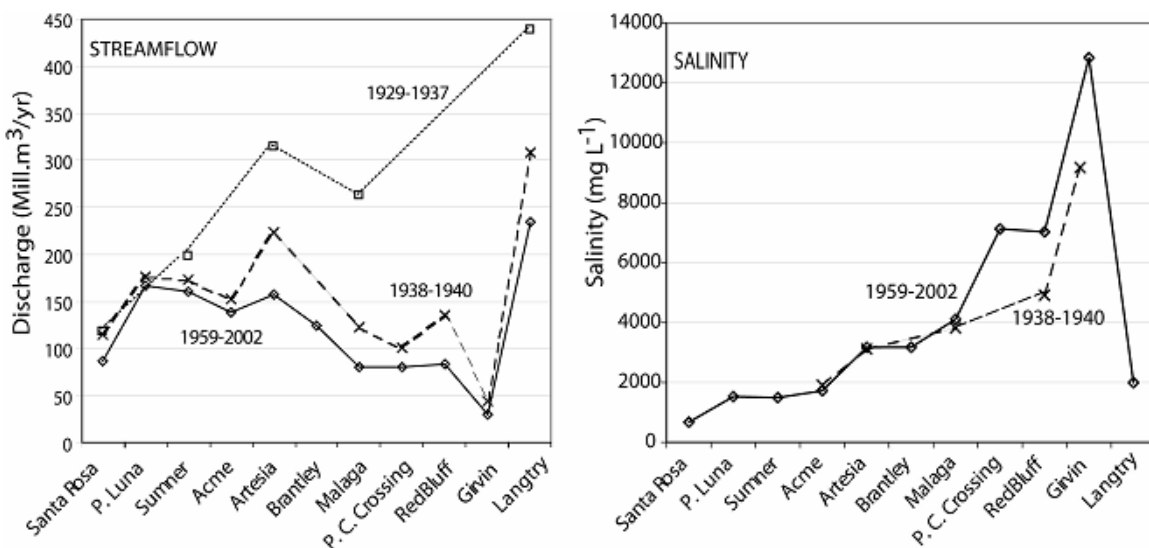 STREAMFLOW
Discharge (Mill.m³/yr)
450
400
350
300
250
200
150
100
50
0
1929-1937
1938-1940
1959-2002
Santa Rosa
P. Luna
Sumner
Acme
Artesia
Brantley
Malaga
P. C. Crossing
RedBluff
Girvin
Langtry
SALINITY
Salinity (mg L⁻¹)
14000
12000
10000
8000
6000
4000
2000
0
1959-2002
1938-1940
Santa Rosa
P. Luna
Sumner
Acme
Artesia
Brantley
Malaga
P. C. Crossing
RedBluff
Girvin
Langtry